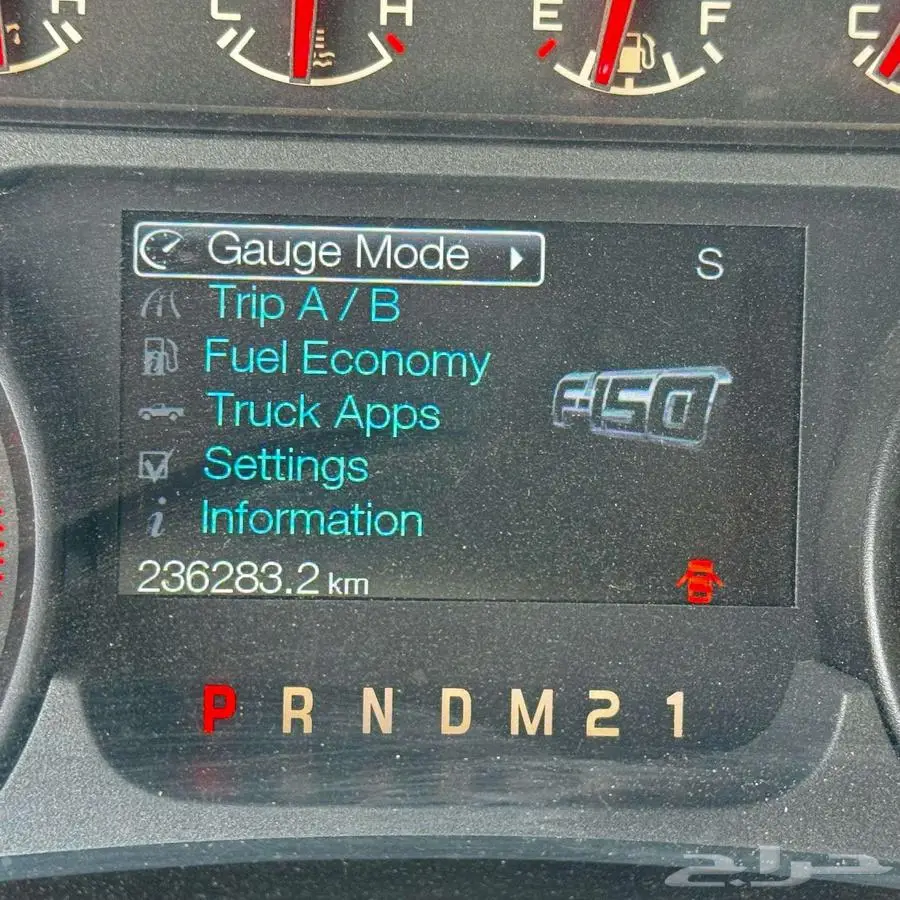 H L H E F C
Gauge Mode
S
Trip A / B
Fuel Economy
F-150
Truck Apps
Settings
Information
236283.2 km
P R N D M 2 1
حراج